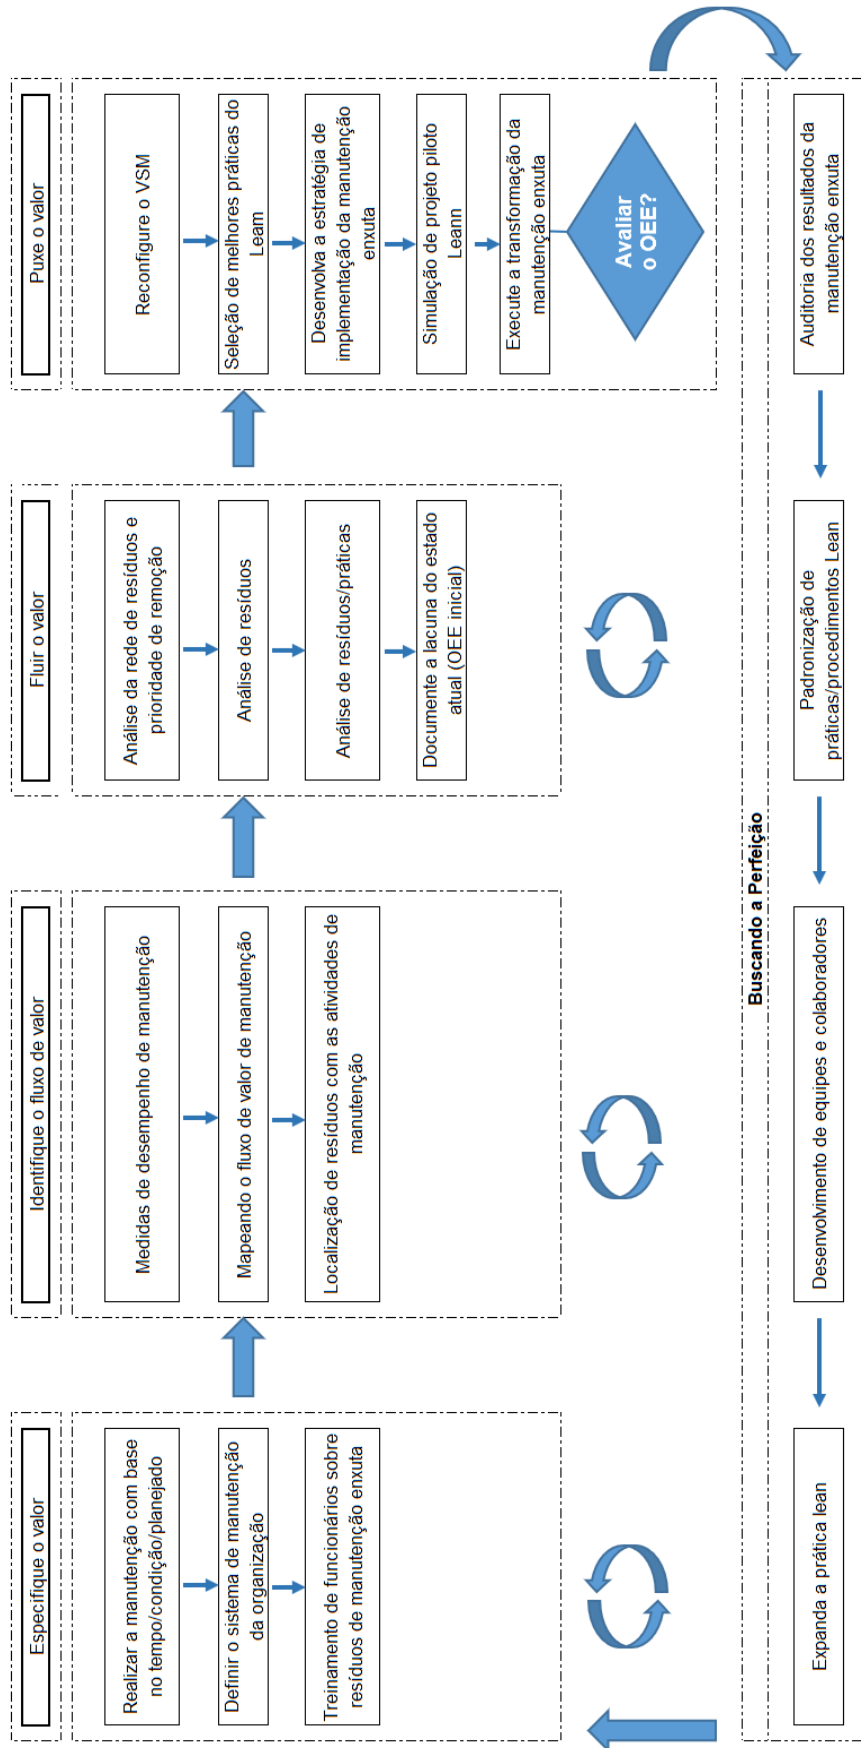 Especifique o valor
Realizar a manutenção com base
no tempo/condição/planejado
Definir o sistema de manutenção
da organização
Treinamento de funcionários sobre
resíduos de manutenção enxuta
Identifique o fluxo de valor
Medidas de desempenho de manutenção
Mapeando o fluxo de valor de manutenção
Localização de resíduos com as atividades de
manutenção
Fluir o valor
Análise da rede de resíduos e
prioridade de remoção
Análise de resíduos
Análise de resíduos/práticas
Documente a lacuna do estado
atual (OEE inicial)
Puxe o valor
Reconfigure o VSM
Seleção de melhores práticas do
Leam
Desenvolva a estratégia de
implementação da manutenção
enxuta
Simulação de projeto piloto
Leann
Execute a transformação da
manutenção enxuta
Avaliar
o OEE?
Buscando a Perfeição
Expanda a prática lean
Desenvolvimento de equipes e colaboradores
Padronização de
práticas/procedimentos Lean
Auditoria dos resultados da
manutenção enxuta